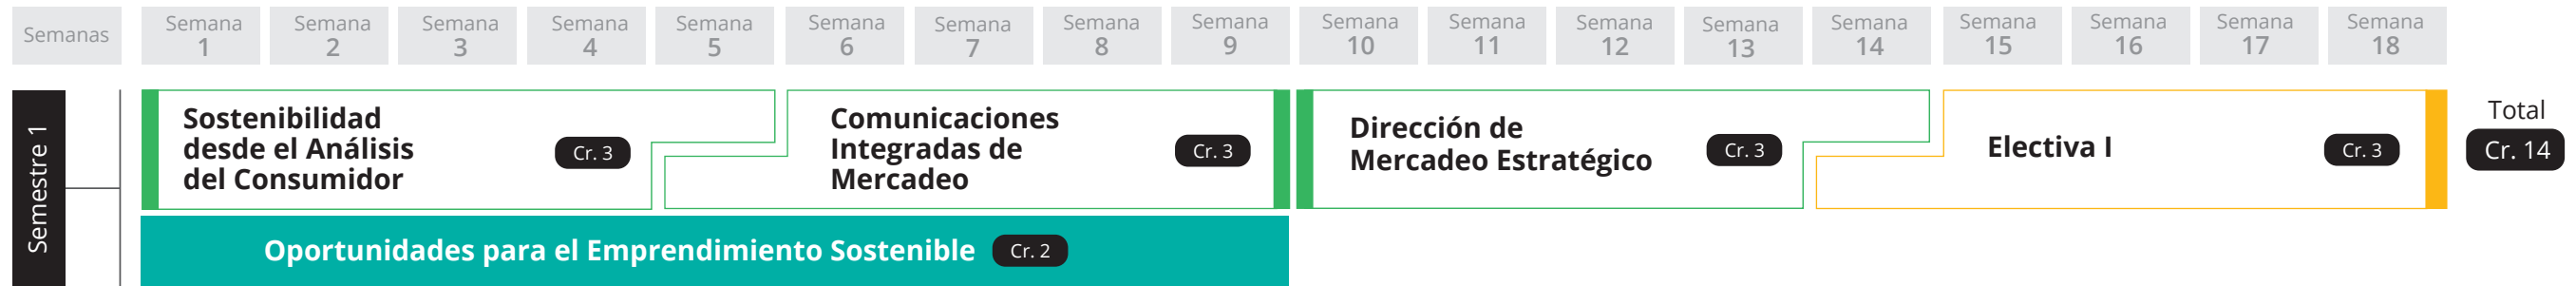 Semanas
Semana
1
Semana
2
Semana
3
Semana
4
Semana
5
Semana
6
Semana
7
Semana
8
Semana
9
Semana
10
Semana
11
Semana
12
Semana
13
Semana
14
Semana
15
Semana
16
Semana
17
Semana
18
Semestre 1
Sostenibilidad
desde el Análisis
del Consumidor
Cr. 3
Comunicaciones
Integradas de
Mercadeo
Cr. 3
Dirección de
Mercadeo Estratégico
Cr. 3
Electiva I
Cr. 3
Total
Cr. 14
Oportunidades para el Emprendimiento Sostenible
Cr. 2